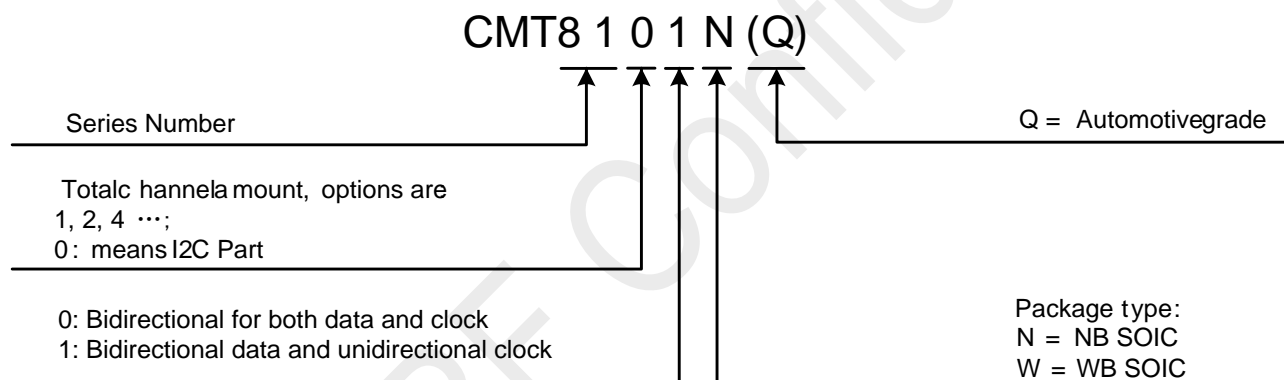 CMT8 1 0 1 N (Q)
Series Number
Q = Automotivegrade
Totalc hannela mount, options are
1, 2, 4 ···;
0: means I2C Part
0: Bidirectional for both data and clock
1: Bidirectional data and unidirectional clock
Package type:
N = NB SOIC
W = WB SOIC